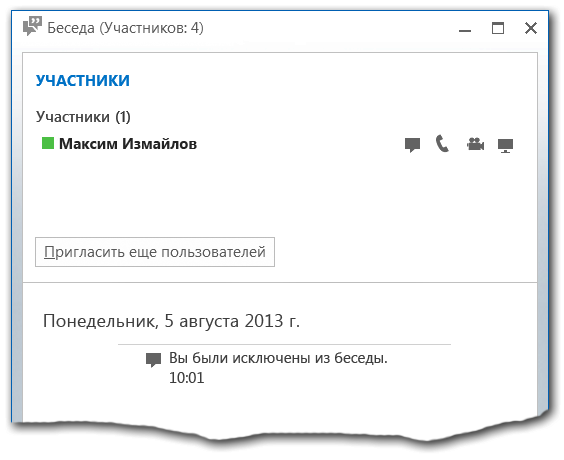 Беседа (Участников: 4)
УЧАСТНИКИ
Участники (1)
Максим Измайлов
Пригласить еще пользователей
Понедельник, 5 августа 2013 г.
Вы были исключены из беседы.
10:01